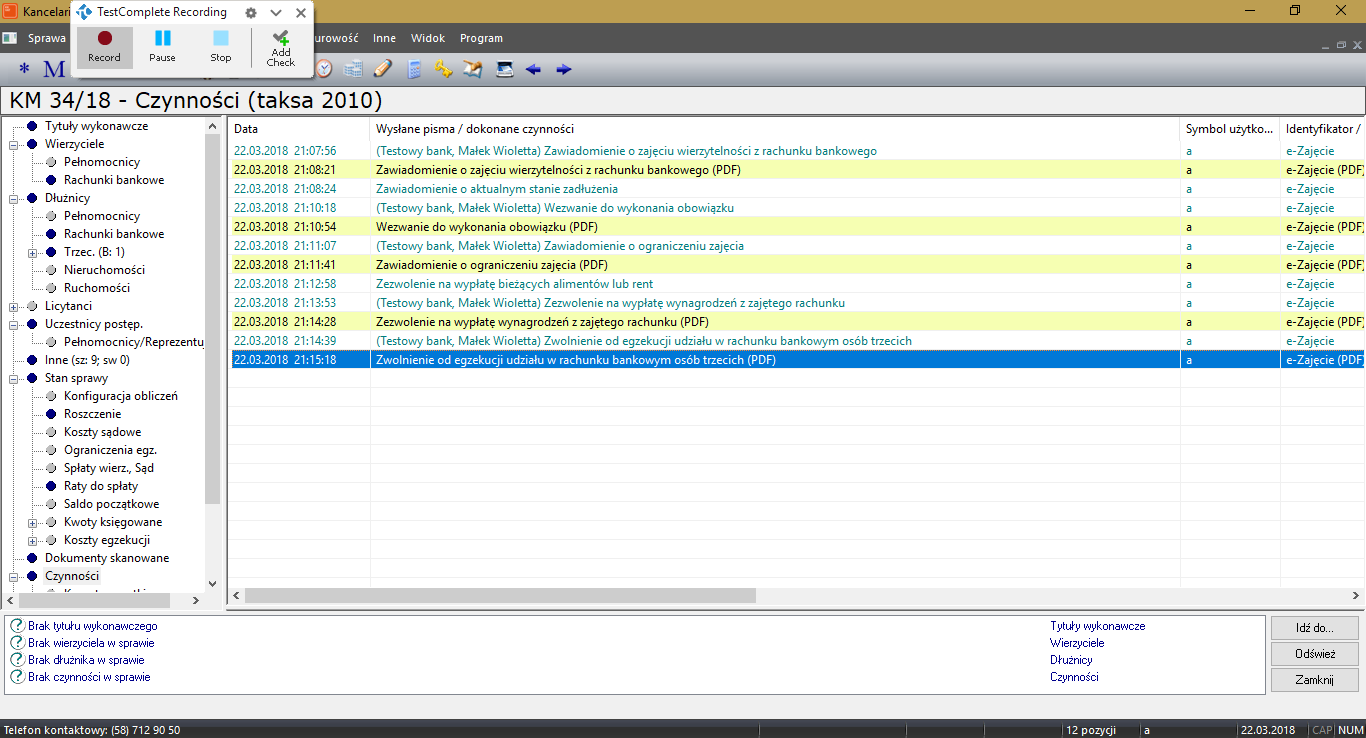 Kancelari
TestComplete Recording
Record
Pause
Stop
Add Check
Sprawa
urowość Inne Widok Program
* M
KM 34/18 - Czynności (taksa 2010)
Tytuły wykonawcze
Wierzyciele
Pełnomocnicy
Rachunki bankowe
Dłużnicy
Pełnomocnicy
Rachunki bankowe
Trzec. (B: 1)
Nieruchomości
Ruchomości
Licytanci
Uczestnicy postęp.
Pełnomocnicy/Reprezentuj
Inne (sz: 9; sw 0)
Stan sprawy
Konfiguracja obliczeń
Roszczenie
Koszty sądowe
Ograniczenia egz.
Spłaty wierz., Sąd
Raty do spłaty
Saldo początkowe
Kwoty księgowane
Koszty egzekucji
Dokumenty skanowane
Czynności
Data Wysłane pisma / dokonane czynności Symbol użytko... Identyfikator /
22.03.2018 21:07:56 (Testowy bank, Małek Wioletta) Zawiadomienie o zajęciu wierzytelności z rachunku bankowego a e-Zajęcie
22.03.2018 21:08:21 Zawiadomienie o zajęciu wierzytelności z rachunku bankowego (PDF) a e-Zajęcie (PDF)
22.03.2018 21:08:24 Zawiadomienie o aktualnym stanie zadłużenia a e-Zajęcie
22.03.2018 21:10:18 (Testowy bank, Małek Wioletta) Wezwanie do wykonania obowiązku a e-Zajęcie
22.03.2018 21:10:54 Wezwanie do wykonania obowiązku (PDF) a e-Zajęcie (PDF)
22.03.2018 21:11:07 (Testowy bank, Małek Wioletta) Zawiadomienie o ograniczeniu zajęcia a e-Zajęcie
22.03.2018 21:11:41 Zawiadomienie o ograniczeniu zajęcia (PDF) a e-Zajęcie (PDF)
22.03.2018 21:12:58 Zezwolenie na wypłatę bieżących alimentów lub rent a e-Zajęcie
22.03.2018 21:13:53 (Testowy bank, Małek Wioletta) Zezwolenie na wypłatę wynagrodzeń z zajętego rachunku a e-Zajęcie
22.03.2018 21:14:28 Zezwolenie na wypłatę wynagrodzeń z zajętego rachunku (PDF) a e-Zajęcie (PDF)
22.03.2018 21:14:39 (Testowy bank, Małek Wioletta) Zwolnienie od egzekucji udziału w rachunku bankowym osób trzecich a e-Zajęcie
22.03.2018 21:15:18 Zwolnienie od egzekucji udziału w rachunku bankowym osób trzecich (PDF) a e-Zajęcie (PDF)
Brak tytułu wykonawczego Tytuły wykonawcze
Brak wierzyciela w sprawie Wierzyciele
Brak dłużnika w sprawie Dłużnicy
Brak czynności w sprawie Czynności
Idź do...
Odśwież
Zamknij
Telefon kontaktowy: (58) 712 90 50 12 pozycji a 22.03.2018 CAP NUM